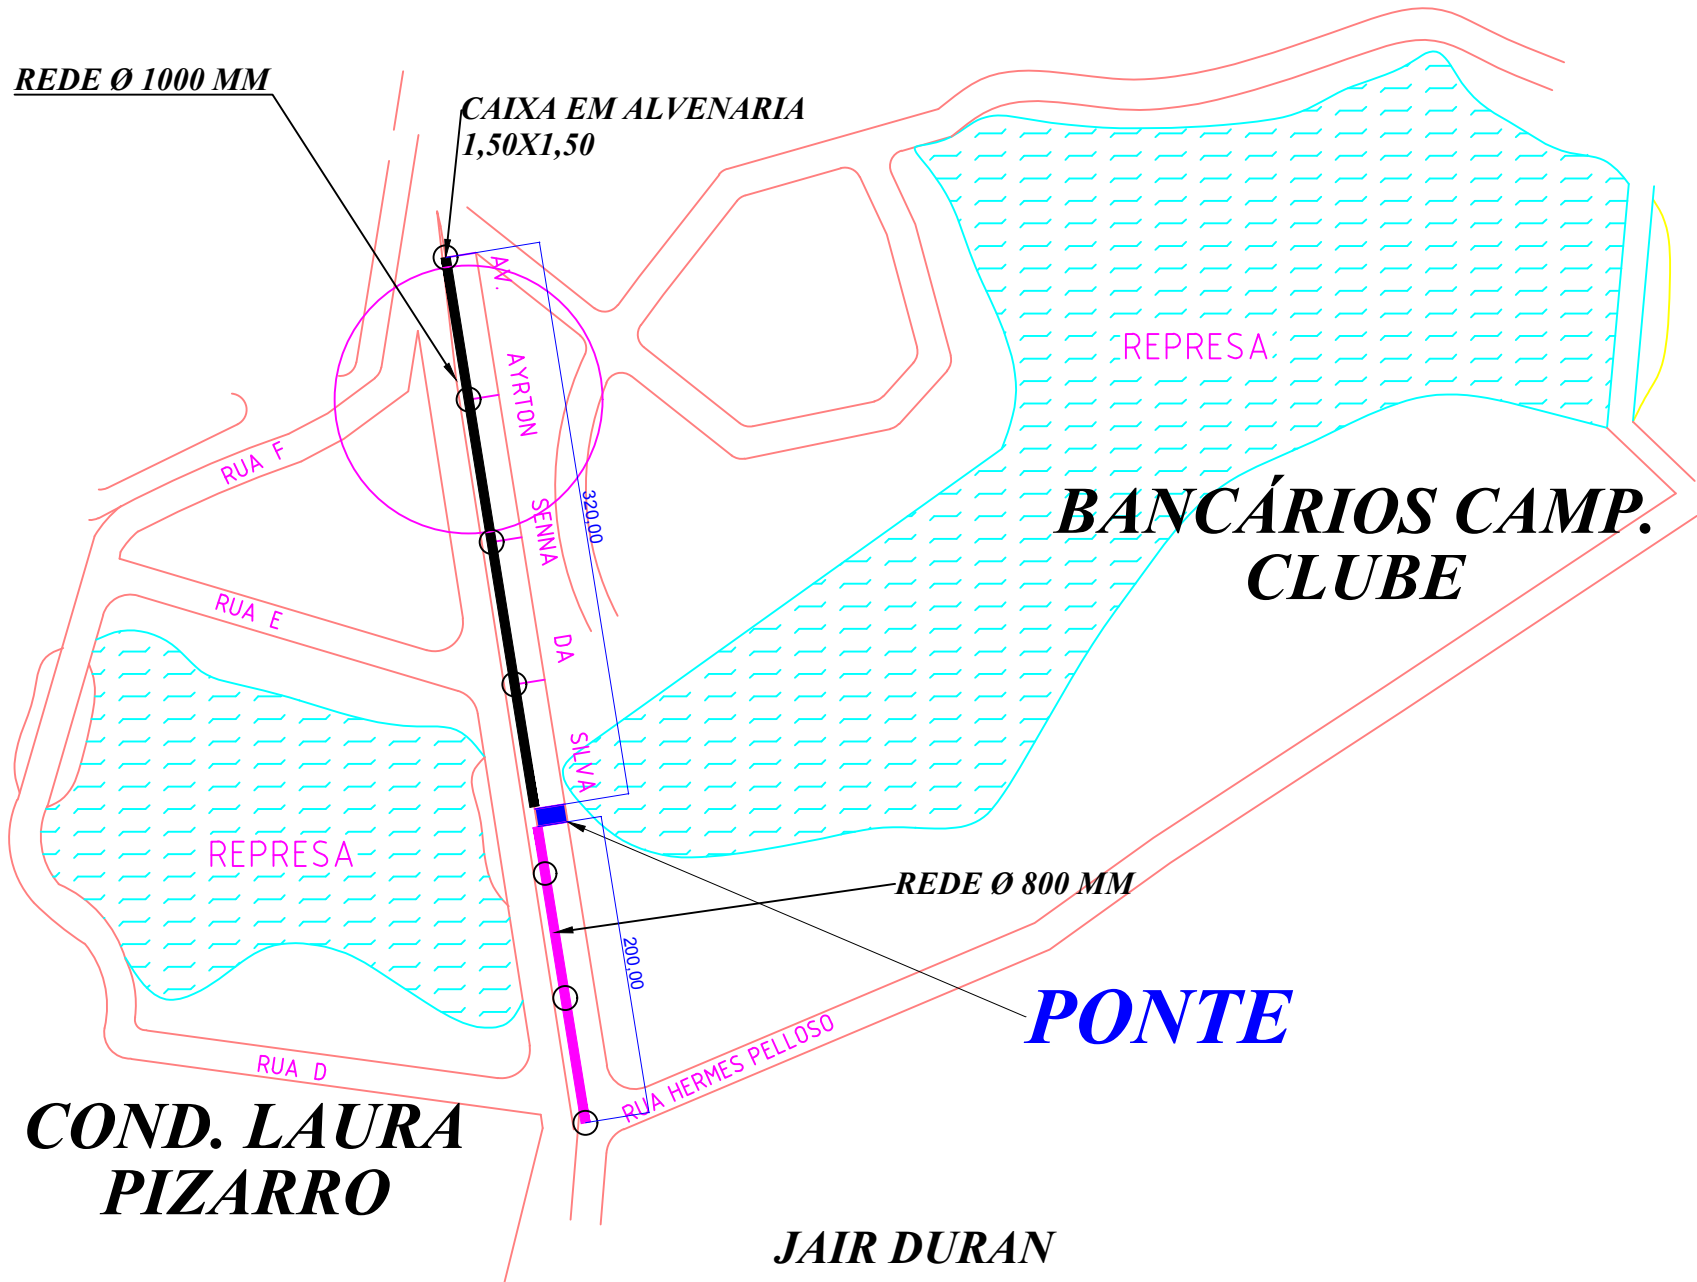 REDE Ø 1000 MM
CAIXA EM ALVENARIA
1,50X1,50
AV.
AYRTON
SENNA
DA
SILVA
320,00
REPRESA
RUA F
BANCÁRIOS CAMP.
CLUBE
RUA E
REPRESA
REDE Ø 800 MM
200,00
PONTE
RUA HERMES PELLOSO
RUA D
COND. LAURA
PIZARRO
JAIR DURAN